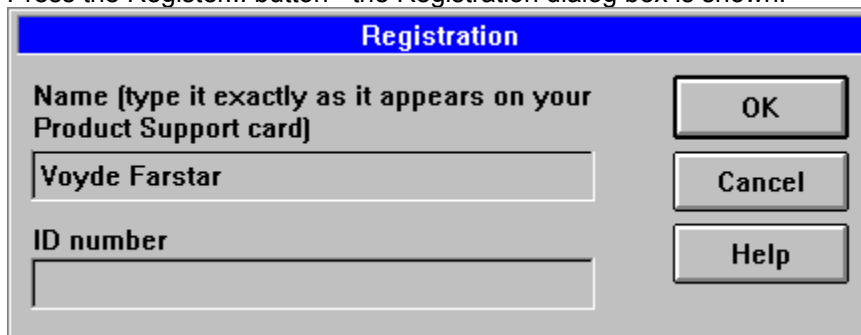 Press the Register... button - the Registration dialog box is shown.
Registration
Name (type it exactly as it appears on your
Product Support card)
Voyde Farstar
ID number
OK
Cancel
Help